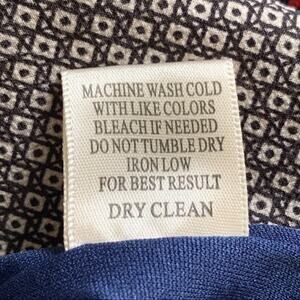 MACHINE WASH COLD
WITH LIKE COLORS
BLEACH IF NEEDED
DO NOT TUMBLE DRY
IRON LOW
FOR BEST RESULT
DRY CLEAN